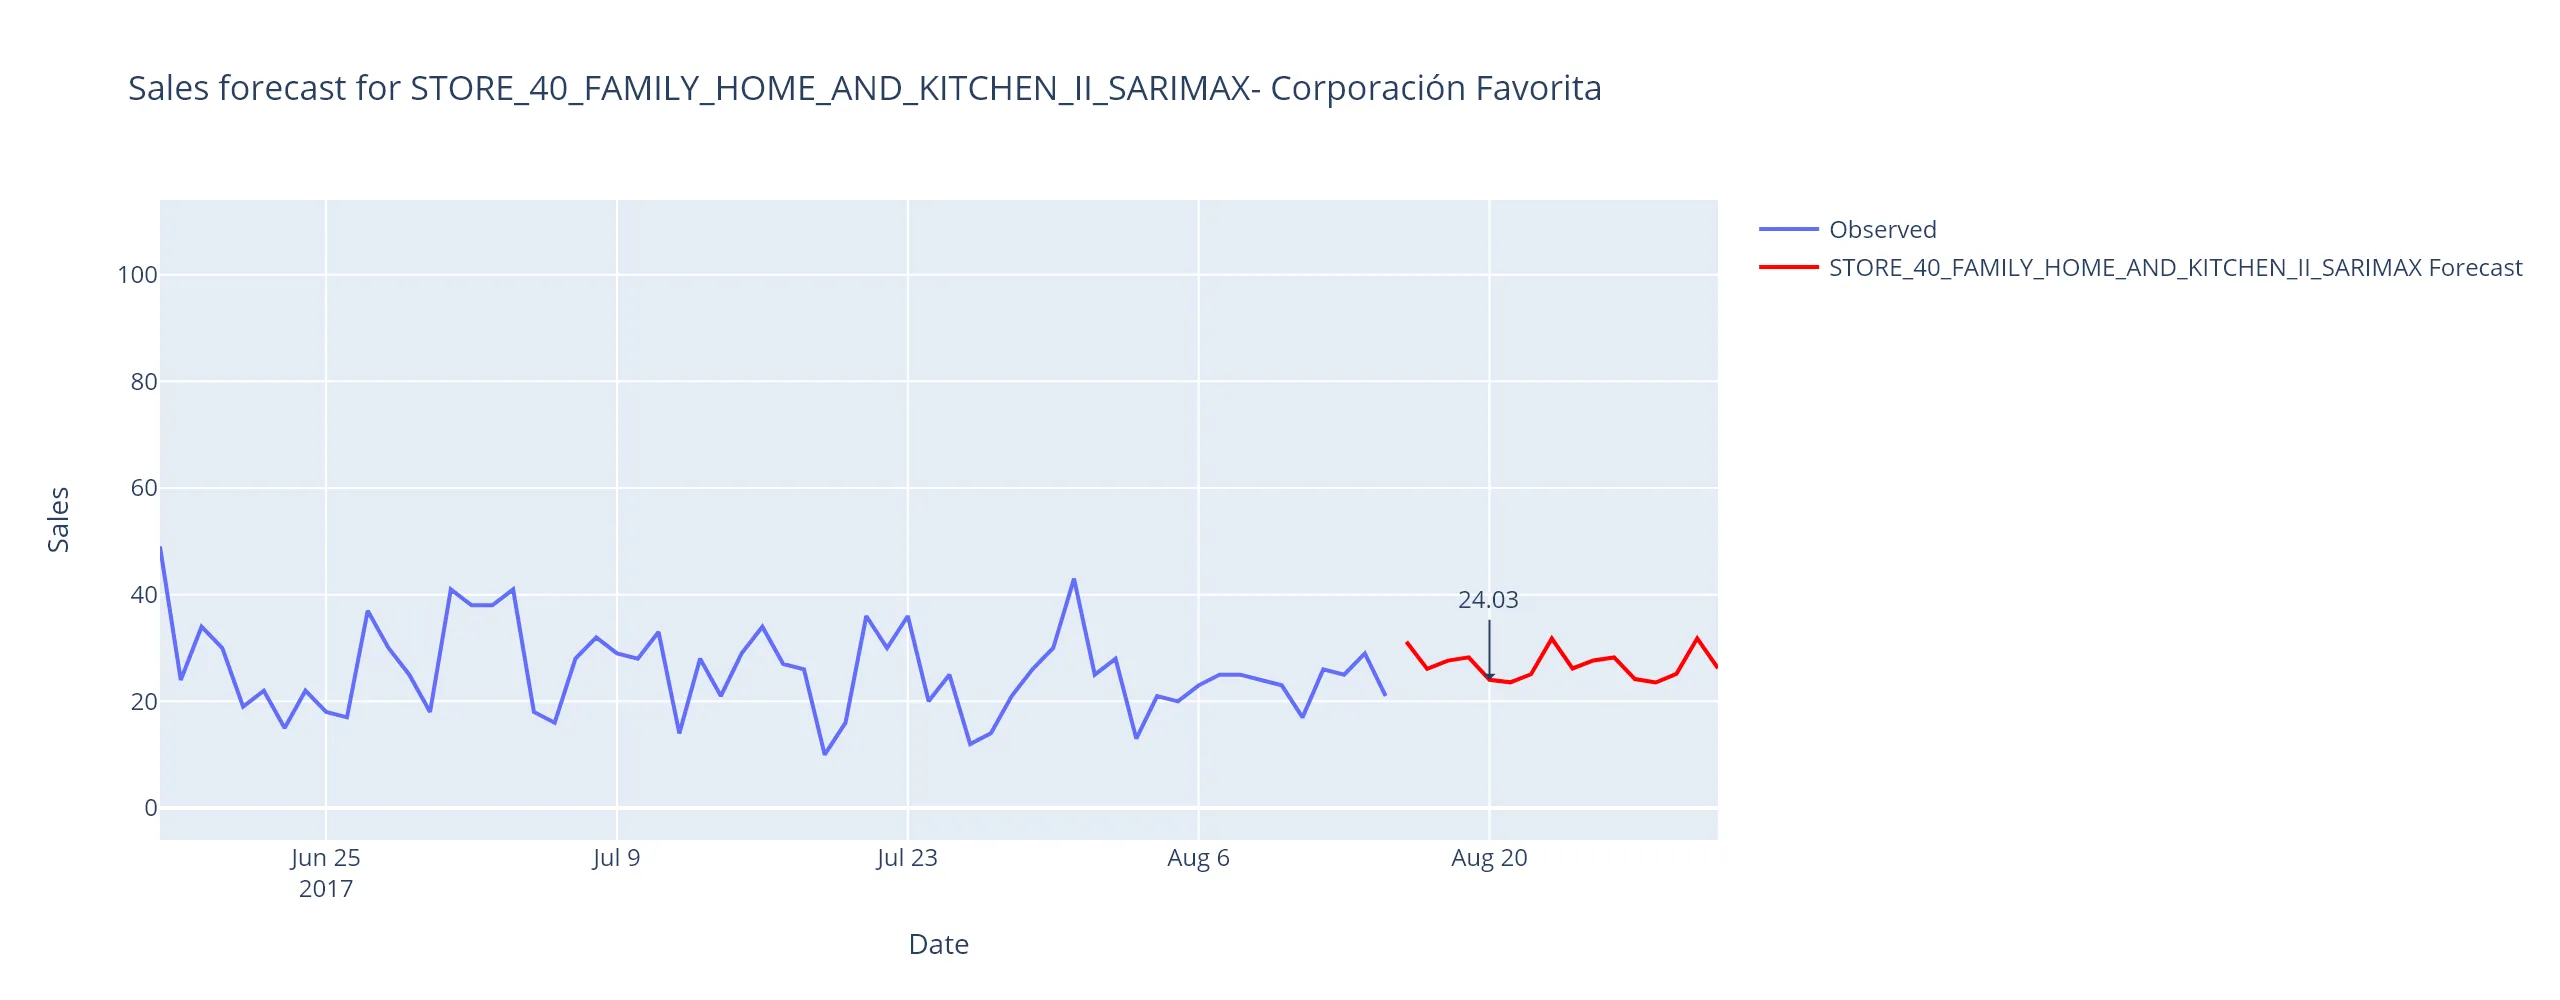 Sales forecast for STORE_40_FAMILY_HOME_AND_KITCHEN_II_SARIMAX- Corporación Favorita
Observed
STORE_40_FAMILY_HOME_AND_KITCHEN_II_SARIMAX Forecast
100
80
60
40
20
0
Sales
24.03
Jun 25
2017
Jul 9
Jul 23
Aug 6
Aug 20
Date